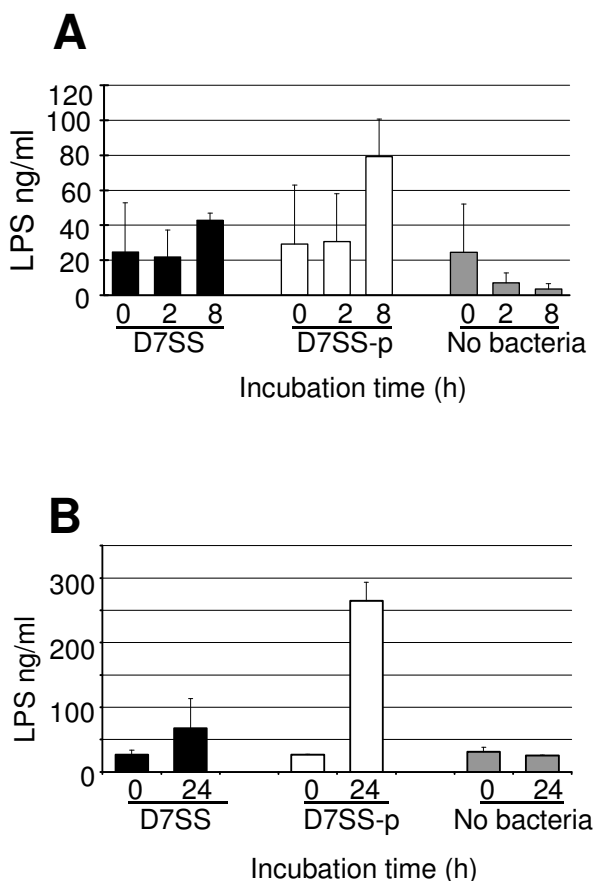 A
LPS ng/ml
120
100
80
60
40
20
0
0 2 8 0 2 8 0 2 8
D7SS D7SS-p No bacteria
Incubation time (h)
B
LPS ng/ml
300
200
100
0
0 24 0 24 0 24
D7SS D7SS-p No bacteria
Incubation time (h)